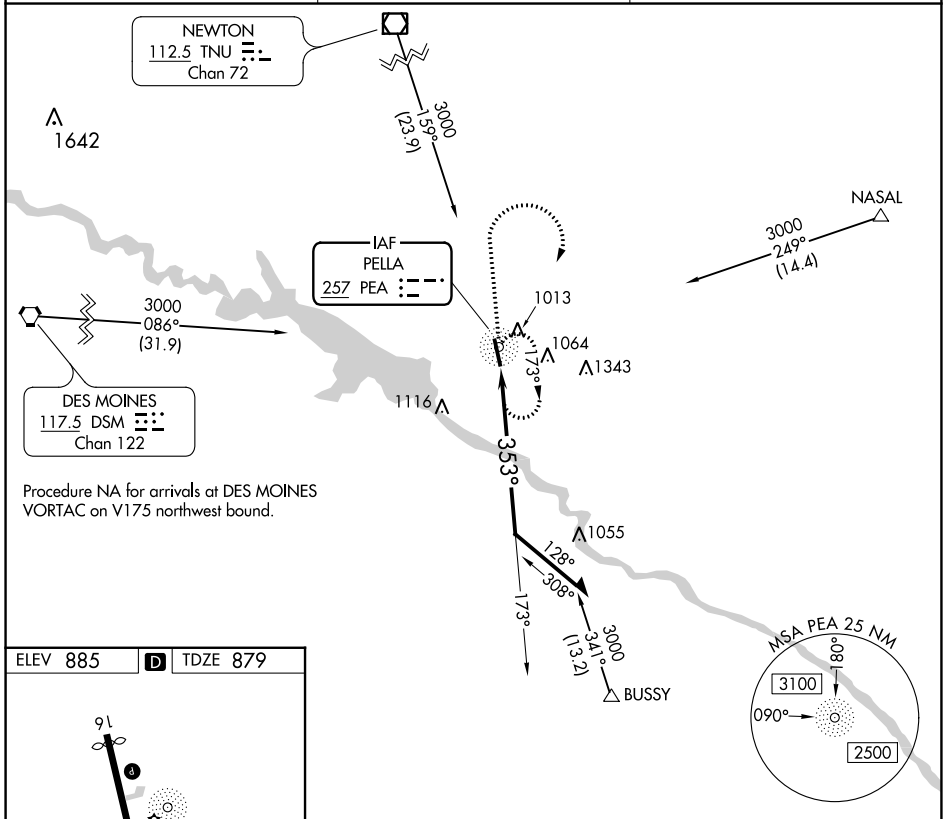 NEWTON
112.5 TNU
Chan 72
1642
3000
159°
(23.9)
NASAL
3000
249°
(14.4)
IAF
PELLA
257 PEA
1013
1064
1343
173°
3000
086°
(31.9)
DES MOINES
117.5 DSM
Chan 122
1116
353°
Procedure NA for arrivals at DES MOINES
VORTAC on V175 northwest bound.
1055
128°
308°
173°
3000
341°
(13.2)
BUSSY
MSA PEA 25 NM
180°
3100
090°
2500
ELEV 885 D TDZE 879
16
P